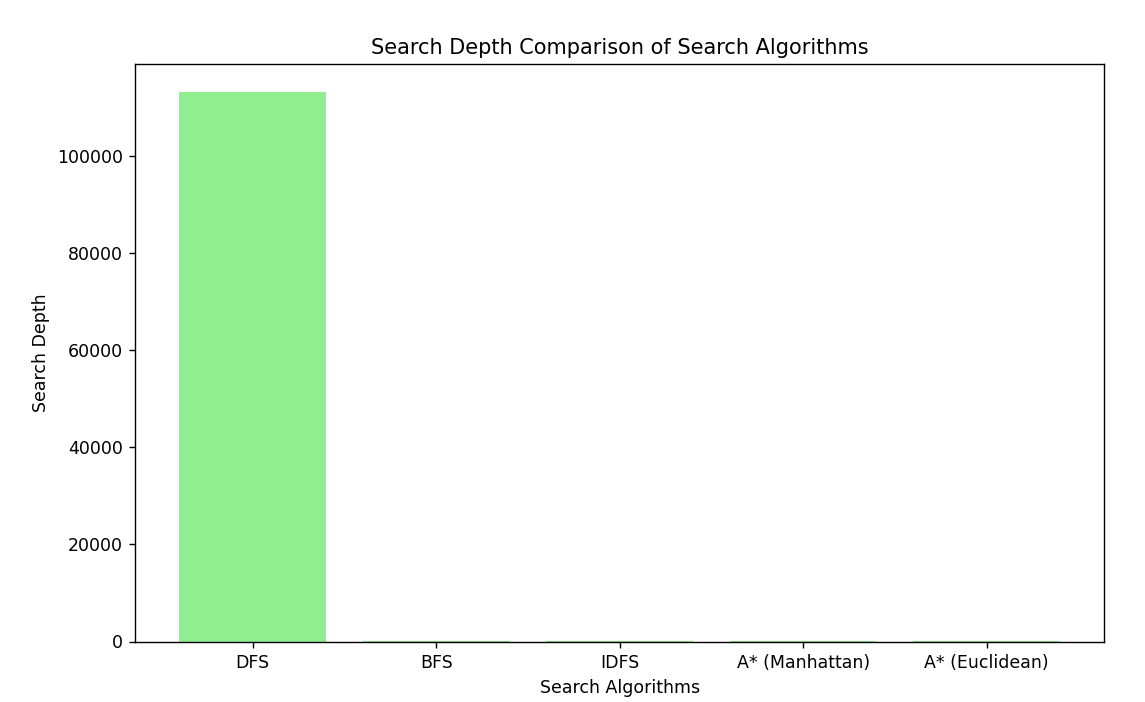 Search Depth Comparison of Search Algorithms
100000
80000
60000
40000
20000
0
Search Depth
DFS BFS IDFS A* (Manhattan) A* (Euclidean)
Search Algorithms